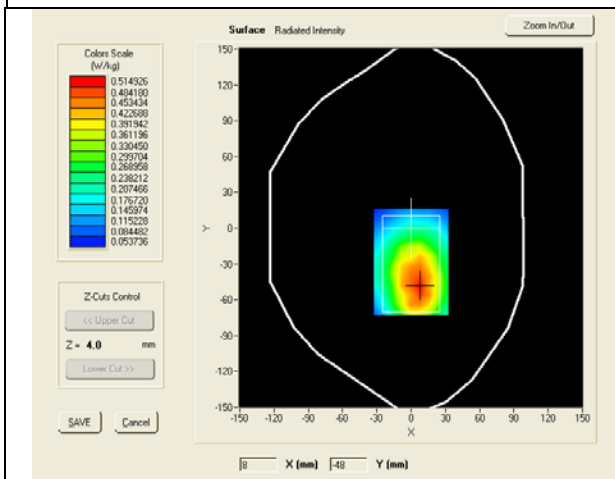 Surface Radiated Intensity
Zoom In/Out
Colors Scale
(W/kg)
0.514926
0.484180
0.453434
0.422688
0.391942
0.361196
0.330450
0.299704
0.268958
0.238212
0.207466
0.176720
0.145974
0.115228
0.084482
0.053736
Z-Cuts Control
<< Upper Cut
Z = 4.0 mm
Lower Cut >>
SAVE Cancel
150-
120-
90-
60-
30-
0-
-30-
-60-
-90-
-120-
-150-
Y
-150 -120 -90 -60 -30 0 30 60 90 120 150
X
8 X (mm) -48 Y (mm)